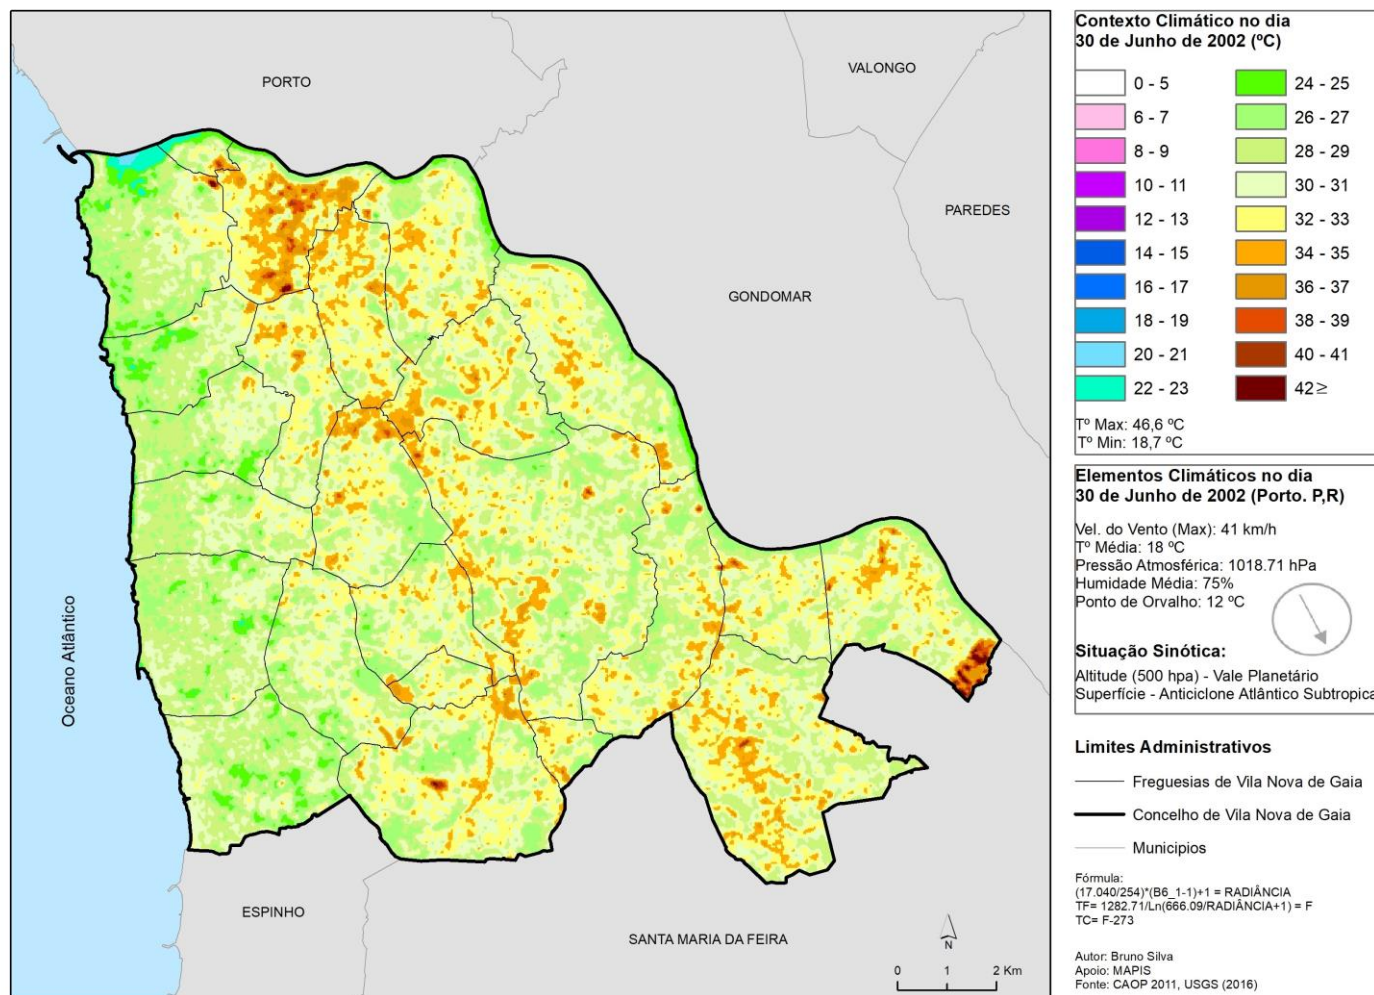 PORTO
VALONGO
PAREDES
GONDOMAR
Oceano Atlântico
ESPINHO
SANTA MARIA DA FEIRA
N
0 1 2 Km
Contexto Climático no dia
30 de Junho de 2002 (ºC)
0 - 5
6 - 7
8 - 9
10 - 11
12 - 13
14 - 15
16 - 17
18 - 19
20 - 21
22 - 23
24 - 25
26 - 27
28 - 29
30 - 31
32 - 33
34 - 35
36 - 37
38 - 39
40 - 41
42≥
Tº Max: 46,6 ºC
Tº Min: 18,7 ºC
Elementos Climáticos no dia
30 de Junho de 2002 (Porto. P,R)
Vel. do Vento (Max): 41 km/h
Tº Média: 18 ºC
Pressão Atmosférica: 1018.71 hPa
Humidade Média: 75%
Ponto de Orvalho: 12 ºC
Situação Sinótica:
Altitude (500 hpa) - Vale Planetário
Superfície - Anticiclone Atlântico Subtropica
Limites Administrativos
Freguesias de Vila Nova de Gaia
Concelho de Vila Nova de Gaia
Municipios
Fórmula:
(17.040/254)*(B6_1-1)+1 = RADIÂNCIA
TF= 1282.71/Ln(666.09/RADIÂNCIA+1) = F
TC= F-273
Autor: Bruno Silva
Apoio: MAPIS
Fonte: CAOP 2011, USGS (2016)